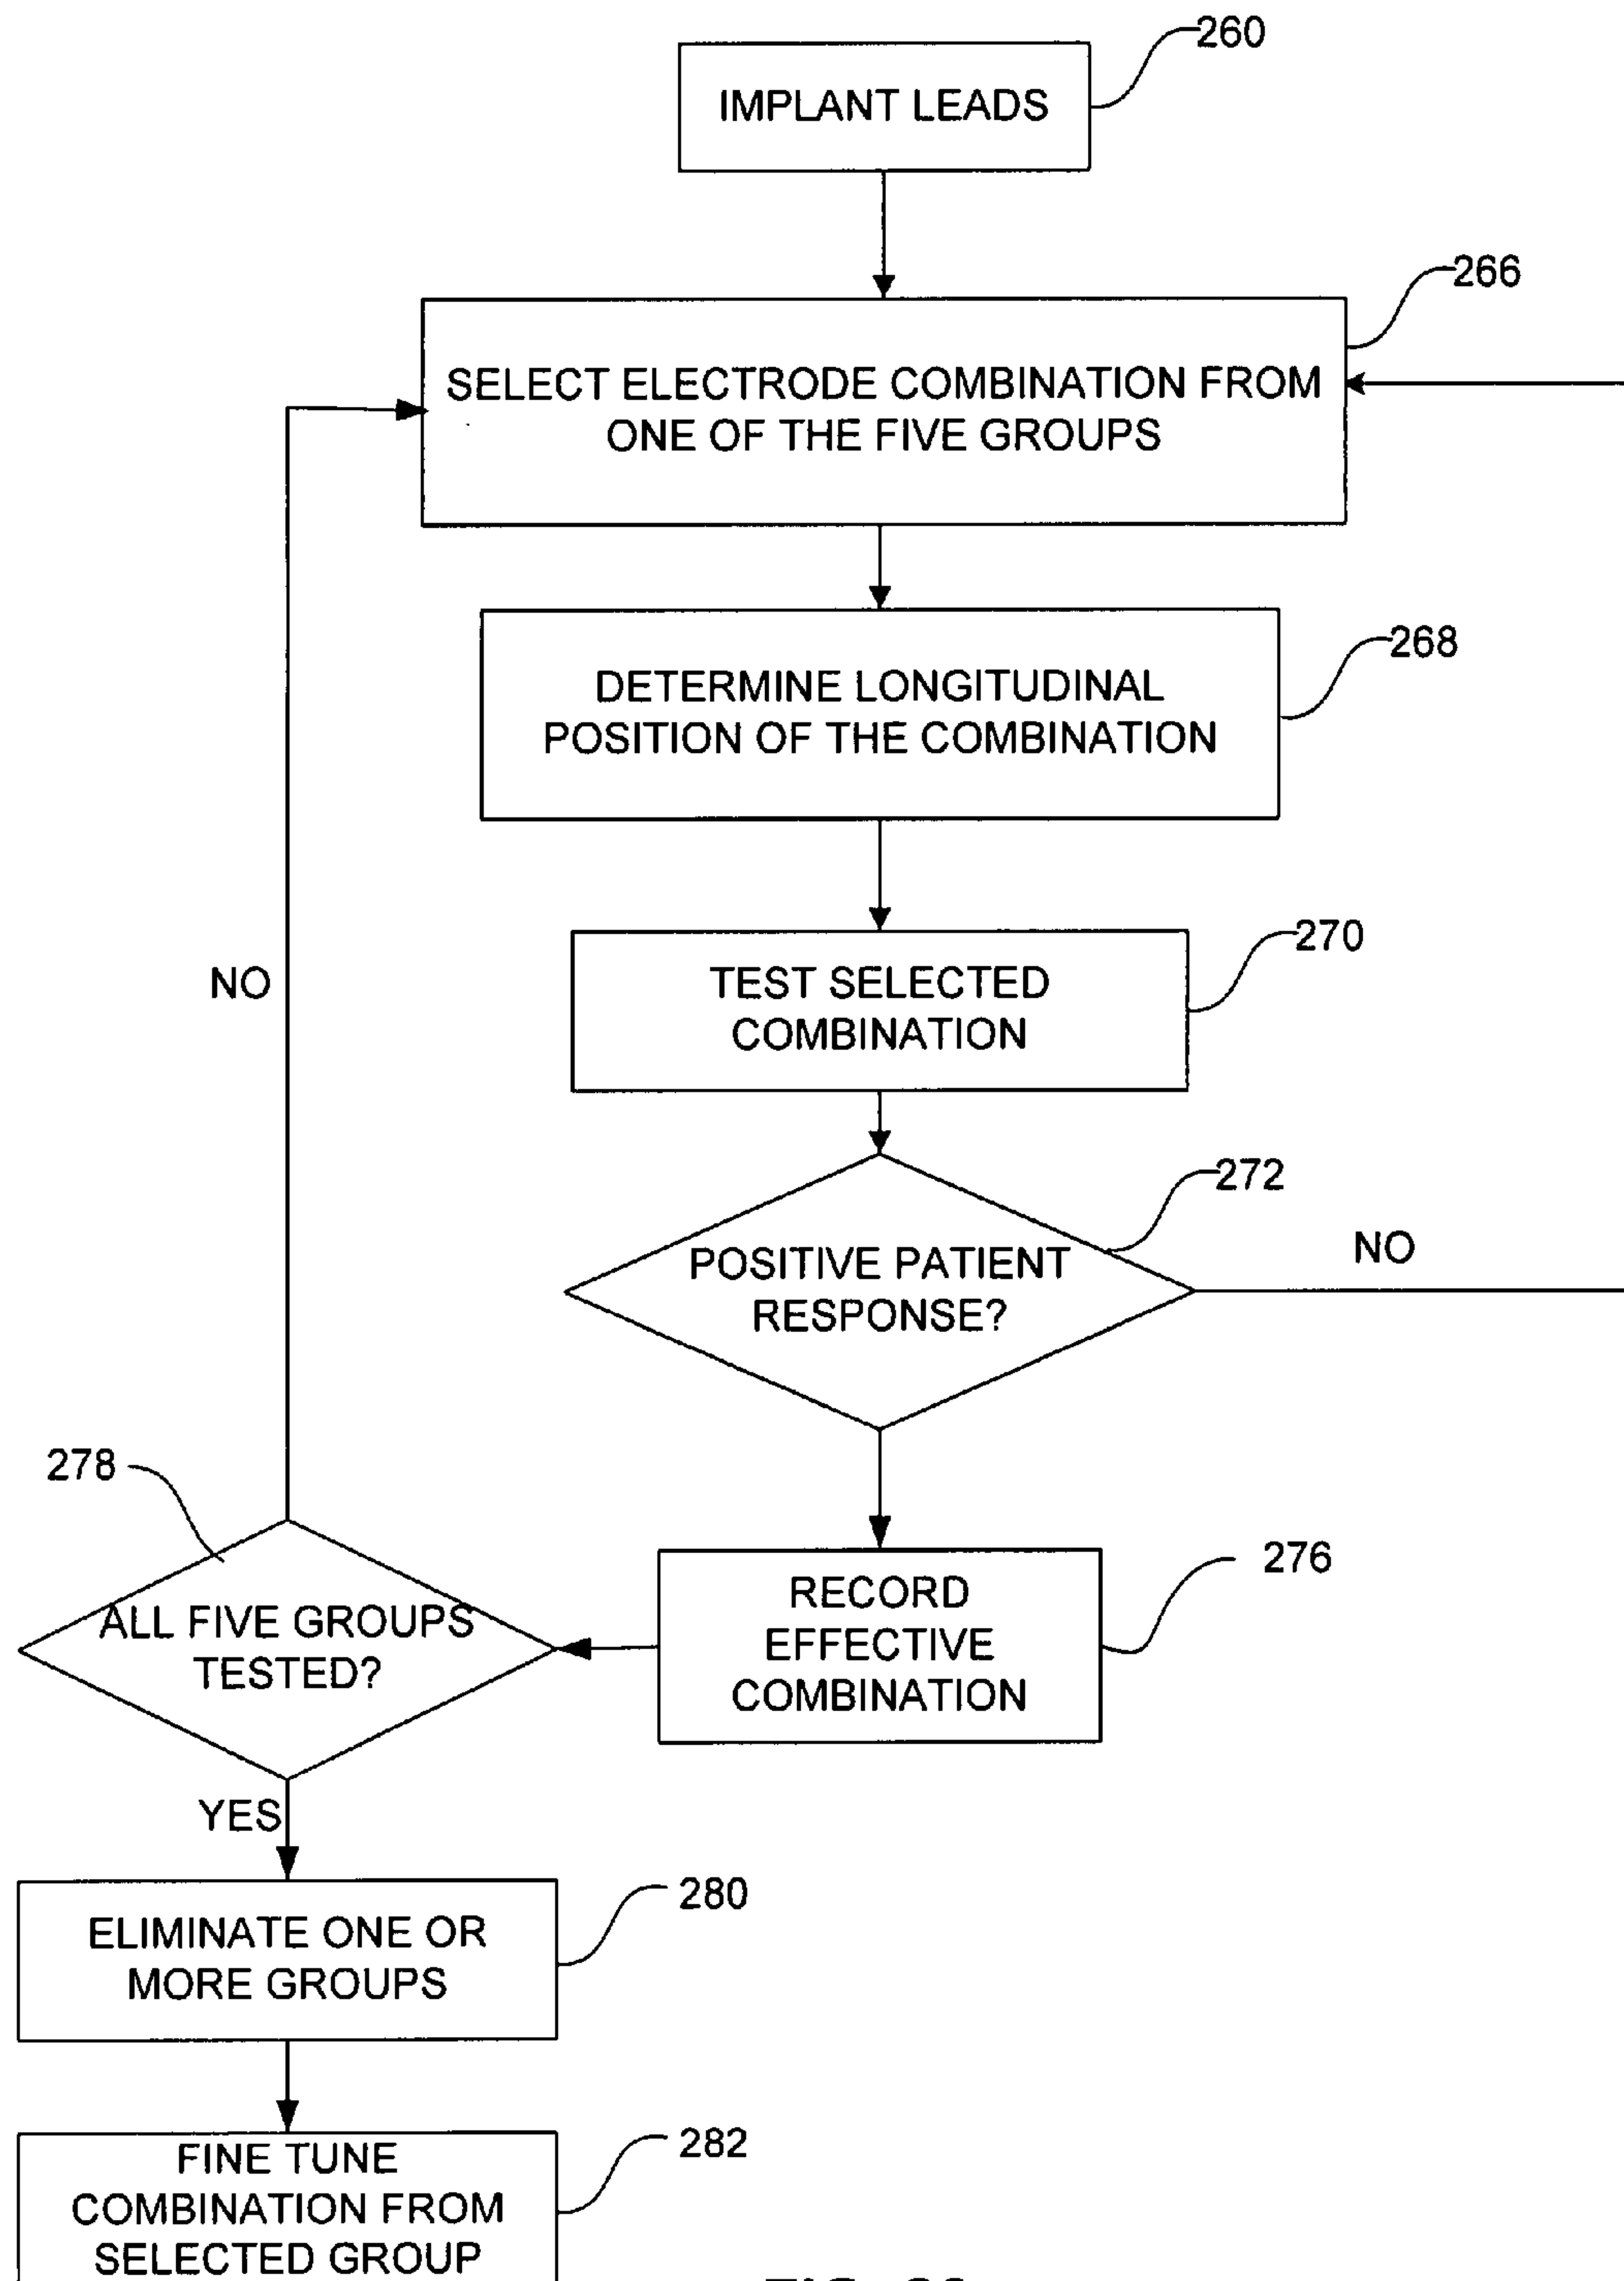 260
IMPLANT LEADS
266
SELECT ELECTRODE COMBINATION FROM
ONE OF THE FIVE GROUPS
268
DETERMINE LONGITUDINAL
POSITION OF THE COMBINATION
270
TEST SELECTED
COMBINATION
NO
272
POSITIVE PATIENT
RESPONSE?
NO
278
276
RECORD
EFFECTIVE
COMBINATION
ALL FIVE GROUPS
TESTED?
YES
280
ELIMINATE ONE OR
MORE GROUPS
282
FINE TUNE
COMBINATION FROM
SELECTED GROUP